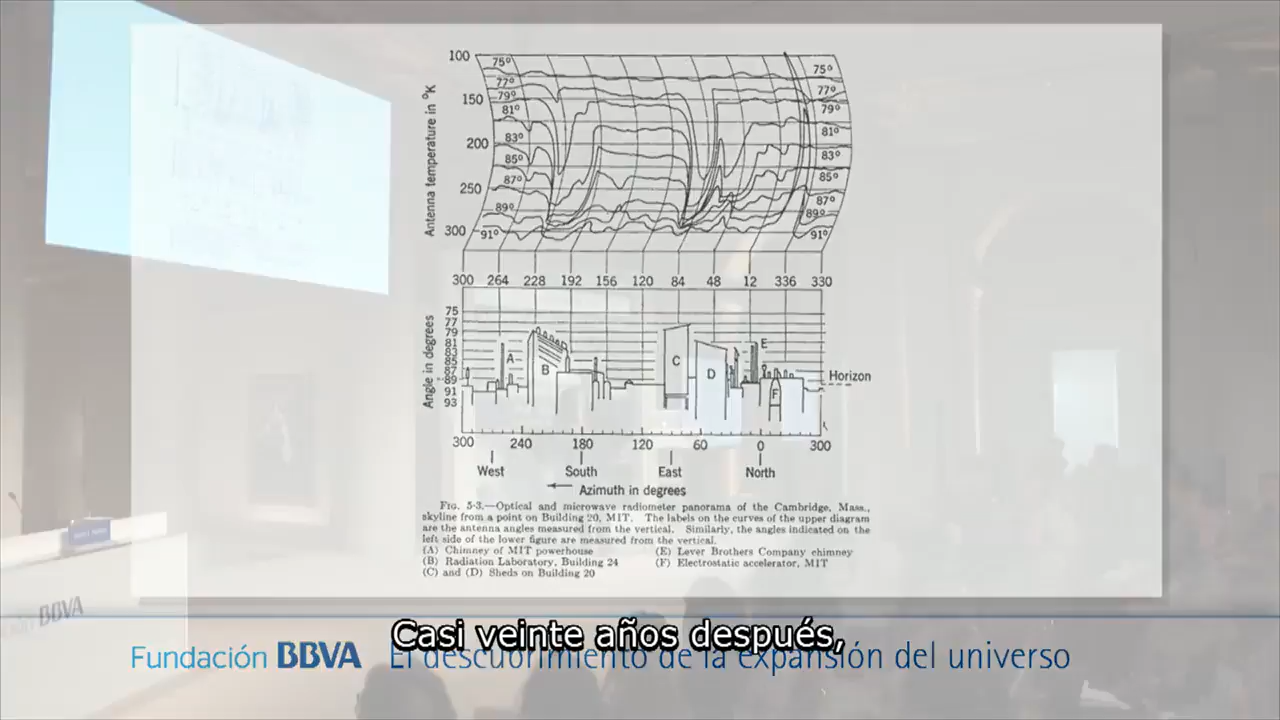 100
150
200
250
300
Antenna temperature in °K
75°
77°
79°
81°
83°
85°
87°
89°
91°
75°
77°
79°
81°
83°
85°
87°
89°
91°
300 264 228 192 156 120 84 48 12 336 330
Angle in degrees
75
77
79
81
83
85
87
89
91
93
A
B
C
D
E
F
Horizon
300 240 180 120 60 0 300
West South East North
Azimuth in degrees
FIG. 5·3.—Optical and microwave radiometer panorama of the Cambridge, Mass.,
skyline from a point on Building 20, MIT. The labels on the curves of the upper diagram
are the antenna angles measured from the vertical. Similarly, the angles indicated on the
left side of the lower figure are measured from the vertical.
(A) Chimney of MIT powerhouse (E) Lever Brothers Company chimney
(B) Radiation Laboratory, Building 24 (F) Electrostatic accelerator, MIT
(C) and (D) Sheds on Building 20
BBVA
Casi veinte años después,
Fundación BBVA El descubrimiento de la expansión del universo